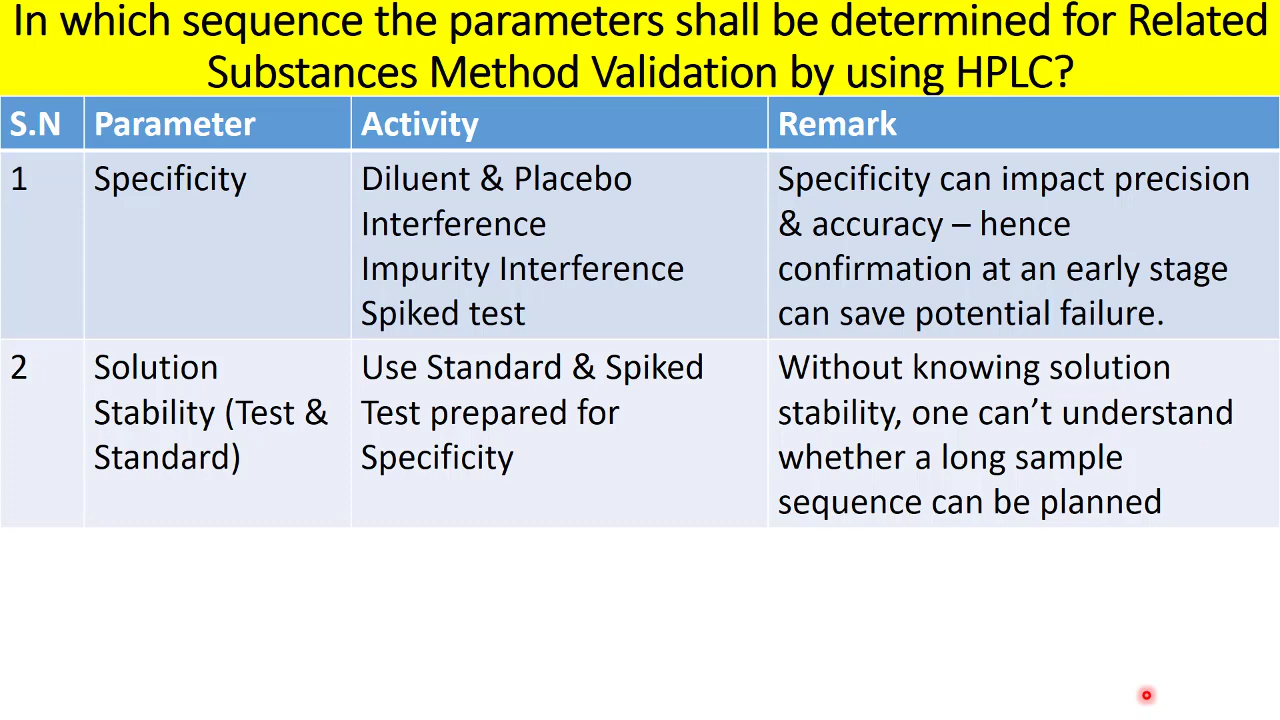 In which sequence the parameters shall be determined for Related
Substances Method Validation by using HPLC?
S.N Parameter Activity Remark
1 Specificity Diluent & Placebo Specificity can impact precision
Interference & accuracy – hence
Impurity Interference confirmation at an early stage
Spiked test can save potential failure.
2 Solution Use Standard & Spiked Without knowing solution
Stability (Test & Test prepared for stability, one can’t understand
Standard) Specificity whether a long sample
sequence can be planned